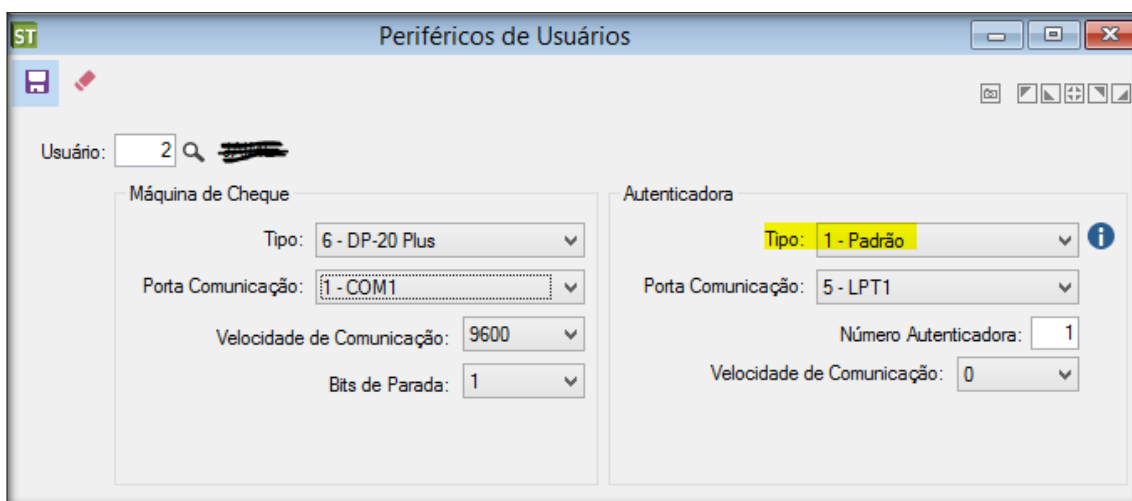 ST Periféricos de Usuários
Usuário: 2
Máquina de Cheque
Tipo: 6 - DP-20 Plus
Porta Comunicação: 1 - COM1
Velocidade de Comunicação: 9600
Bits de Parada: 1
Autenticadora
Tipo: 1 - Padrão
Porta Comunicação: 5 - LPT1
Número Autenticadora: 1
Velocidade de Comunicação: 0